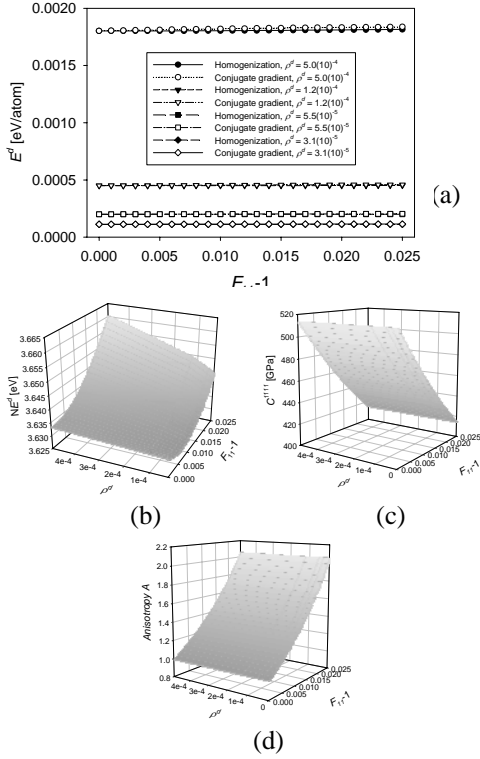 0.0020
0.0015
0.0010
0.0005
0.0000
E^d [eV/atom]
Homogenization, ρ^d = 5.0(10)^-4
Conjugate gradient, ρ^d = 5.0(10)^-4
Homogenization, ρ^d = 1.2(10)^-4
Conjugate gradient, ρ^d = 1.2(10)^-4
Homogenization, ρ^d = 5.5(10)^-5
Conjugate gradient, ρ^d = 5.5(10)^-5
Homogenization, ρ^d = 3.1(10)^-5
Conjugate gradient, ρ^d = 3.1(10)^-5
(a)
0.000 0.005 0.010 0.015 0.020 0.025
F_11-1
3.665
3.660
3.655
3.650
3.645
3.640
3.635
3.630
3.625
NE^d [eV]
4e-4 3e-4 2e-4 1e-4
ρ^d
0.000 0.005 0.010 0.015 0.020 0.025
F_11-1
(b)
520
500
480
460
440
420
400
C^1111 [GPa]
4e-4 3e-4 2e-4 1e-4 0
ρ^d
0.000 0.005 0.010 0.015 0.020 0.025
F_11-1
(c)
2.2
2.0
1.8
1.6
1.4
1.2
1.0
0.8
Anisotropy A
4e-4 3e-4 2e-4 1e-4 0
ρ^d
0.000 0.005 0.010 0.015 0.020 0.025
F_11-1
(d)